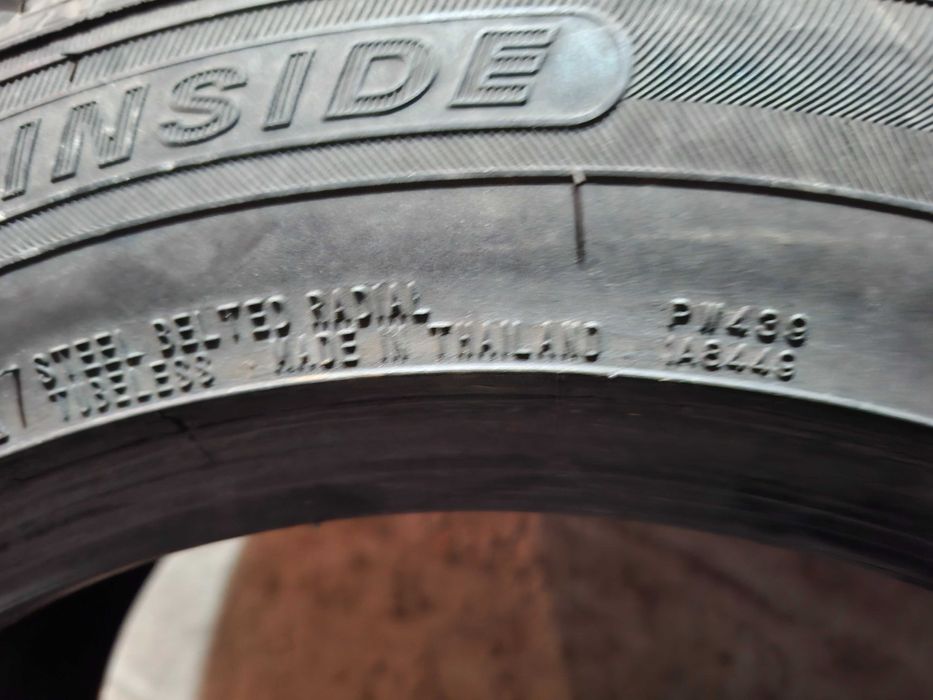 INSIDE
STEEL BELTED RADIAL
TUBELESS MADE IN THAILAND
PW439
1A8449